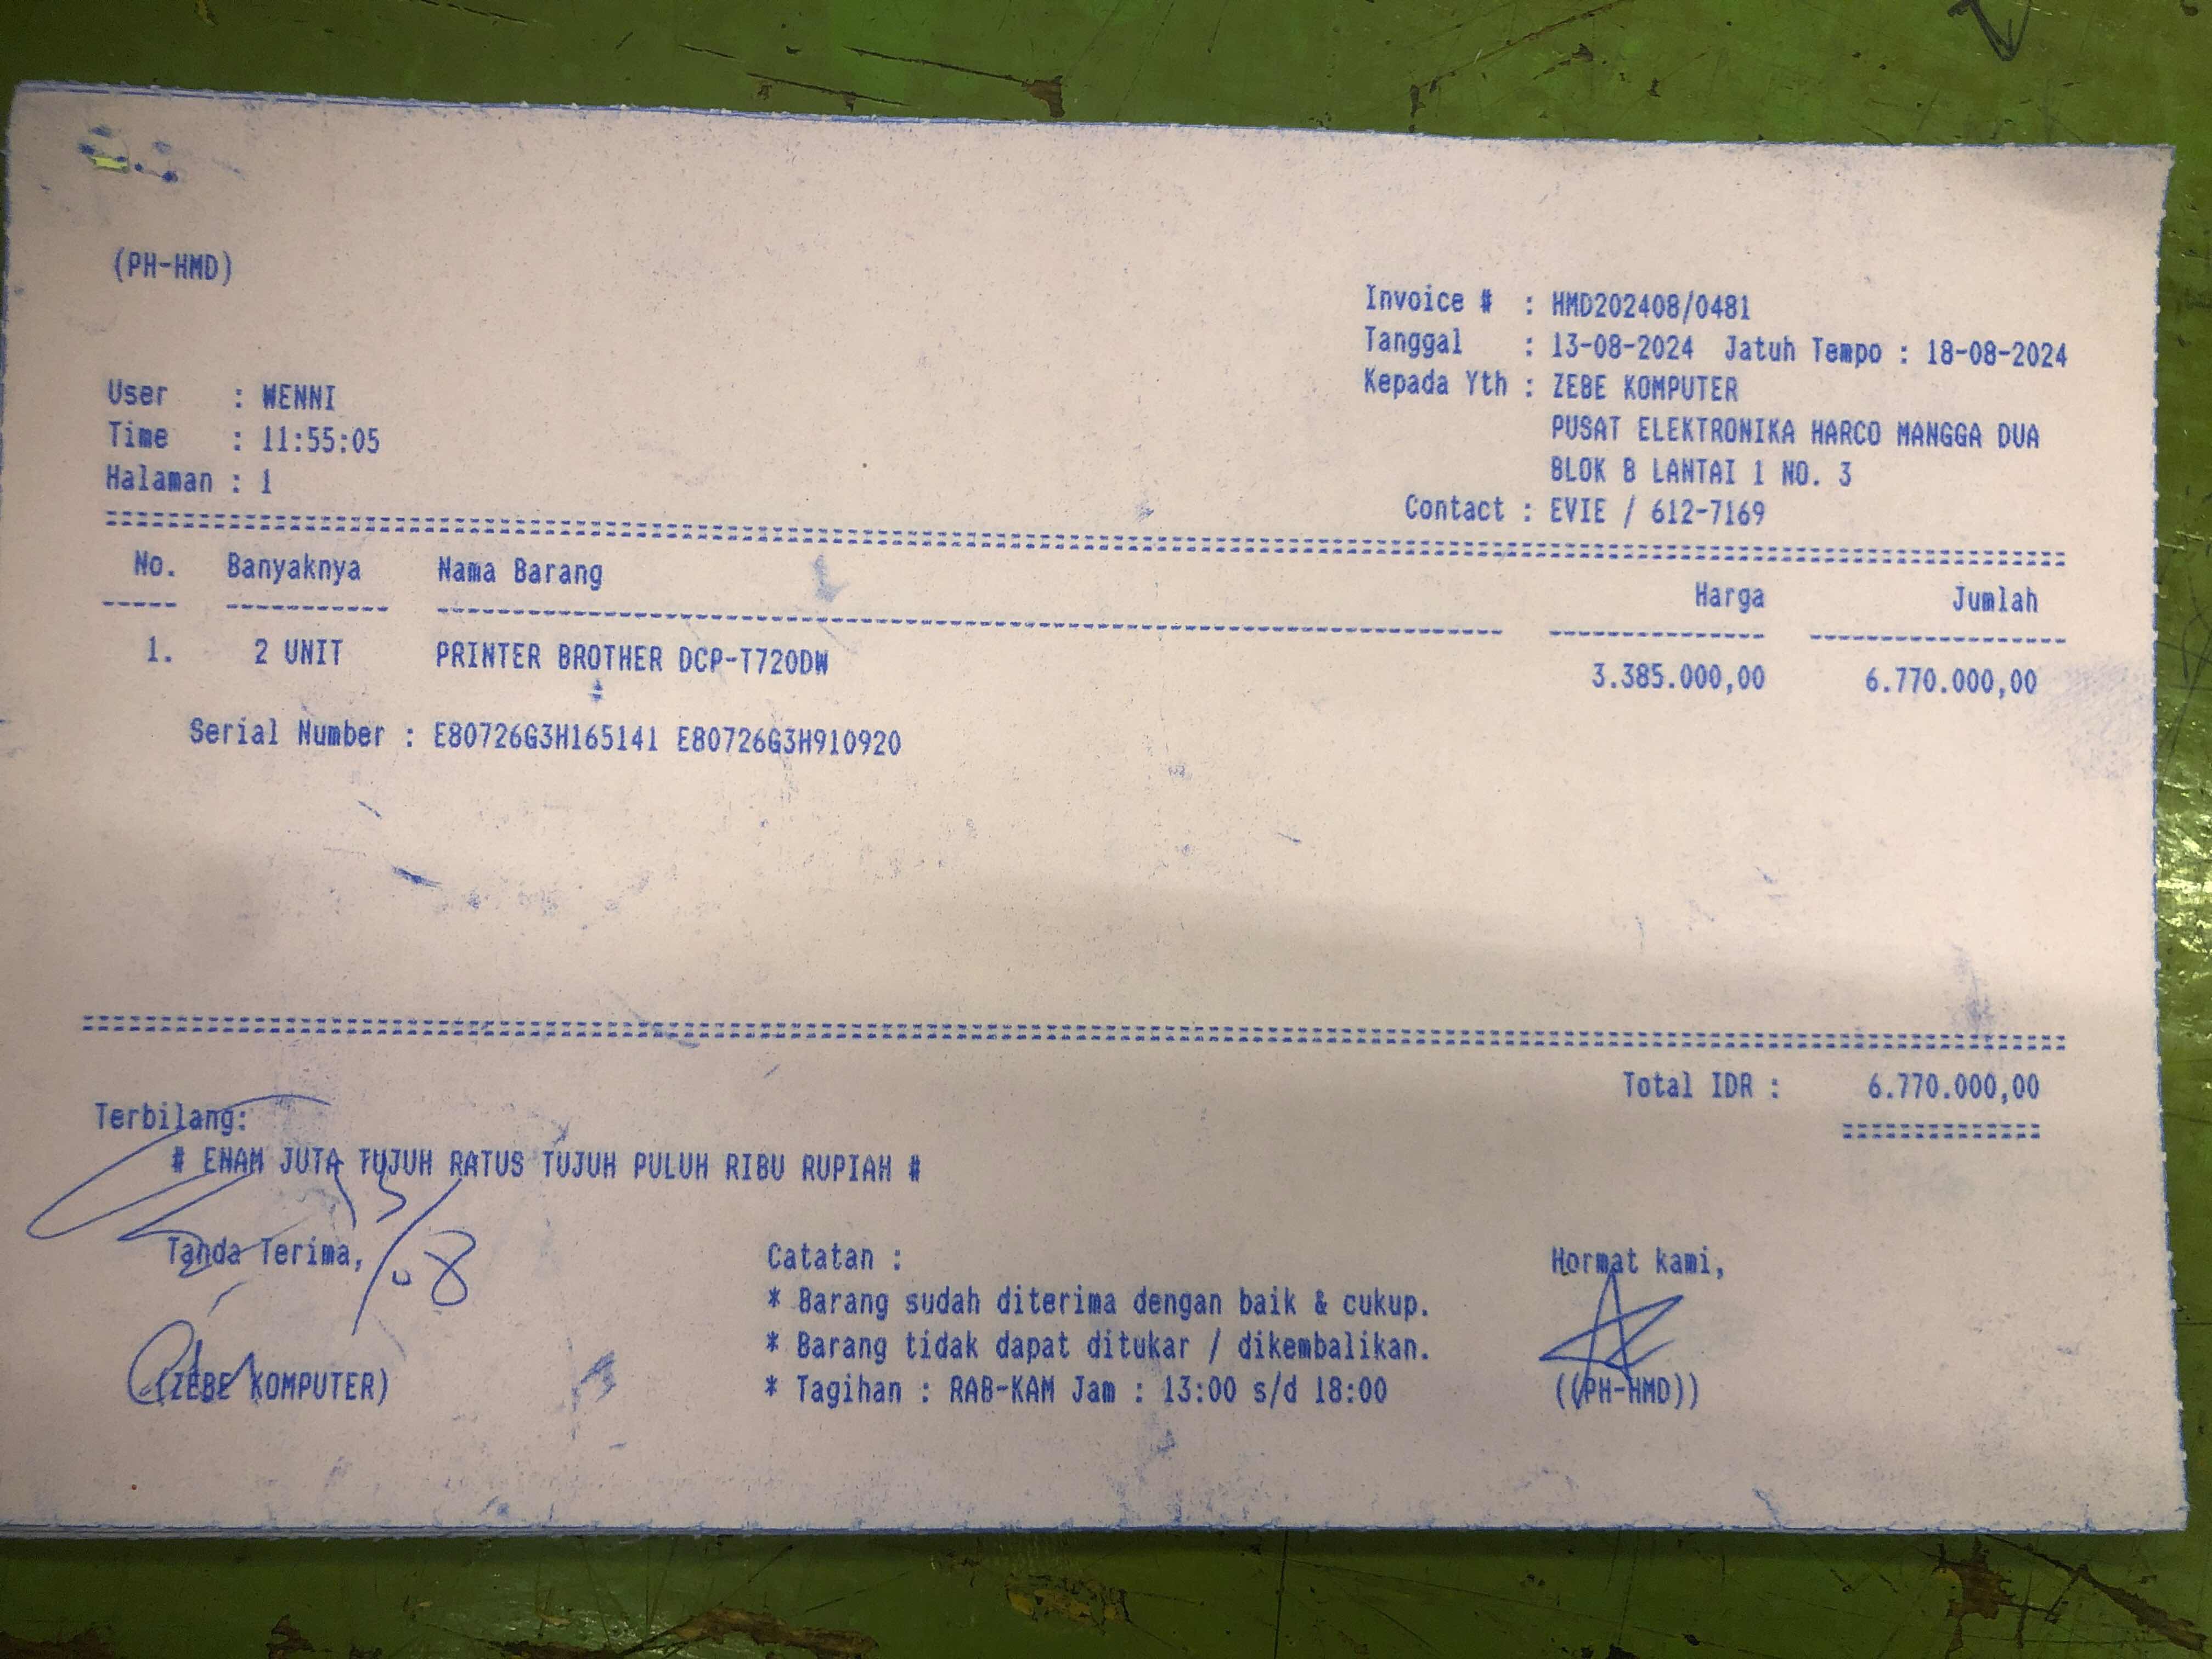 (PH-HMD)
Invoice # : HMD202408/0481
Tanggal : 13-08-2024 Jatuh Tempo : 18-08-2024
Kepada Yth : ZEBE KOMPUTER
PUSAT ELEKTRONIKA HARCO MANGGA DUA
BLOK B LANTAI 1 NO. 3
Contact : EVIE / 612-7169
User : WENNI
Time : 11:55:05
Halaman : 1
No. Banyaknya Nama Barang Harga Jumlah
1. 2 UNIT PRINTER BROTHER DCP-T720DW 3.385.000,00 6.770.000,00
Serial Number : E80726G3H165141 E80726G3H910920
Total IDR : 6.770.000,00
Terbilang:
# ENAM JUTA TUJUH RATUS TUJUH PULUH RIBU RUPIAH #
Tanda Terima,
(ZEBE KOMPUTER)
Catatan :
* Barang sudah diterima dengan baik & cukup.
* Barang tidak dapat ditukar / dikembalikan.
* Tagihan : RAB-KAM Jam : 13:00 s/d 18:00
Hormat kami,
((PH-HMD))